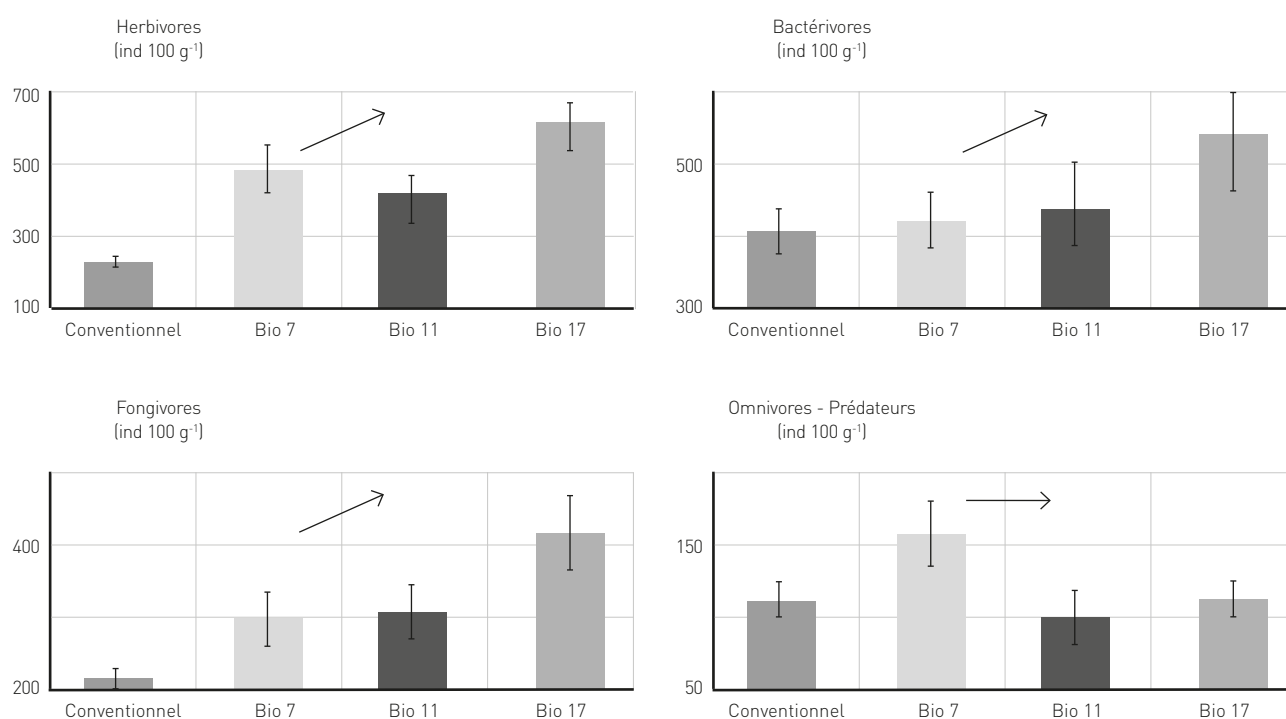 Herbivores
(ind 100 g⁻¹)
700
500
300
100
Conventionnel Bio 7 Bio 11 Bio 17
Bactérivores
(ind 100 g⁻¹)
500
300
Conventionnel Bio 7 Bio 11 Bio 17
Fongivores
(ind 100 g⁻¹)
400
200
Conventionnel Bio 7 Bio 11 Bio 17
Omnivores - Prédateurs
(ind 100 g⁻¹)
150
50
Conventionnel Bio 7 Bio 11 Bio 17